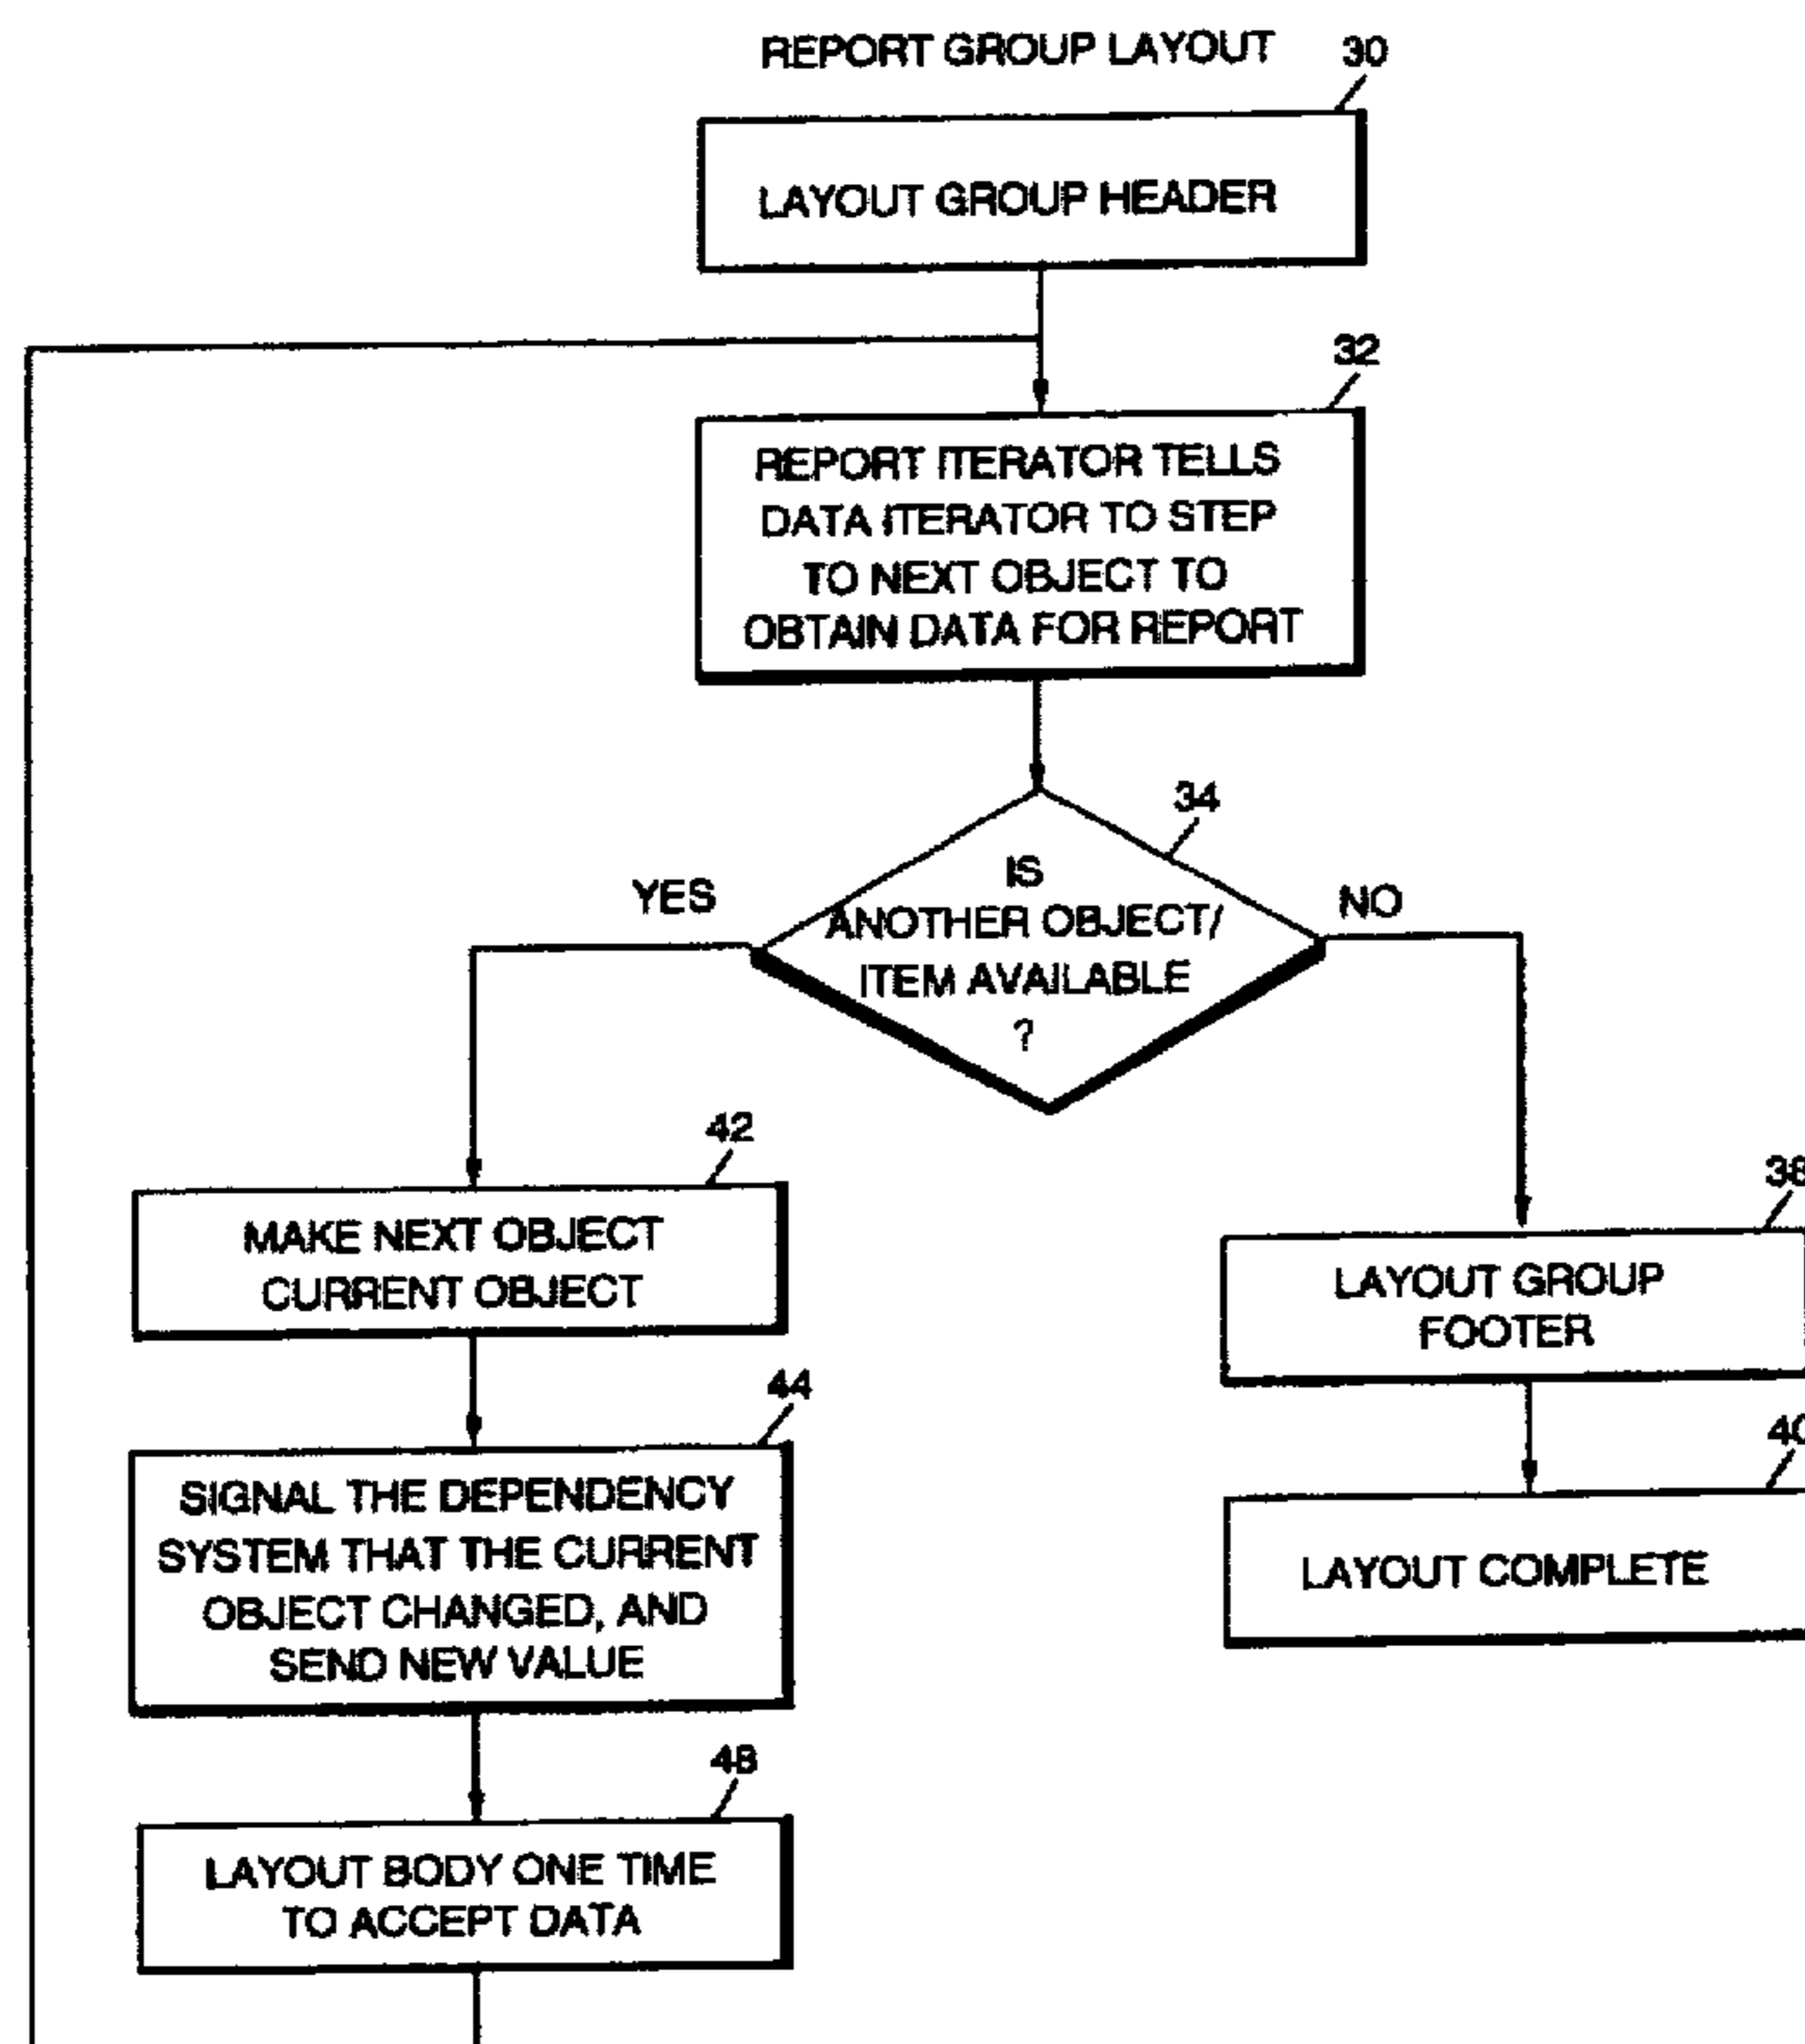 REPORT GROUP LAYOUT
30
LAYOUT GROUP HEADER
32
REPORT ITERATOR TELLS
DATA ITERATOR TO STEP
TO NEXT OBJECT TO
OBTAIN DATA FOR REPORT
34
IS
ANOTHER OBJECT/
ITEM AVAILABLE
?
YES
NO
42
MAKE NEXT OBJECT
CURRENT OBJECT
38
LAYOUT GROUP
FOOTER
44
SIGNAL THE DEPENDENCY
SYSTEM THAT THE CURRENT
OBJECT CHANGED, AND
SEND NEW VALUE
40
LAYOUT COMPLETE
48
LAYOUT BODY ONE TIME
TO ACCEPT DATA